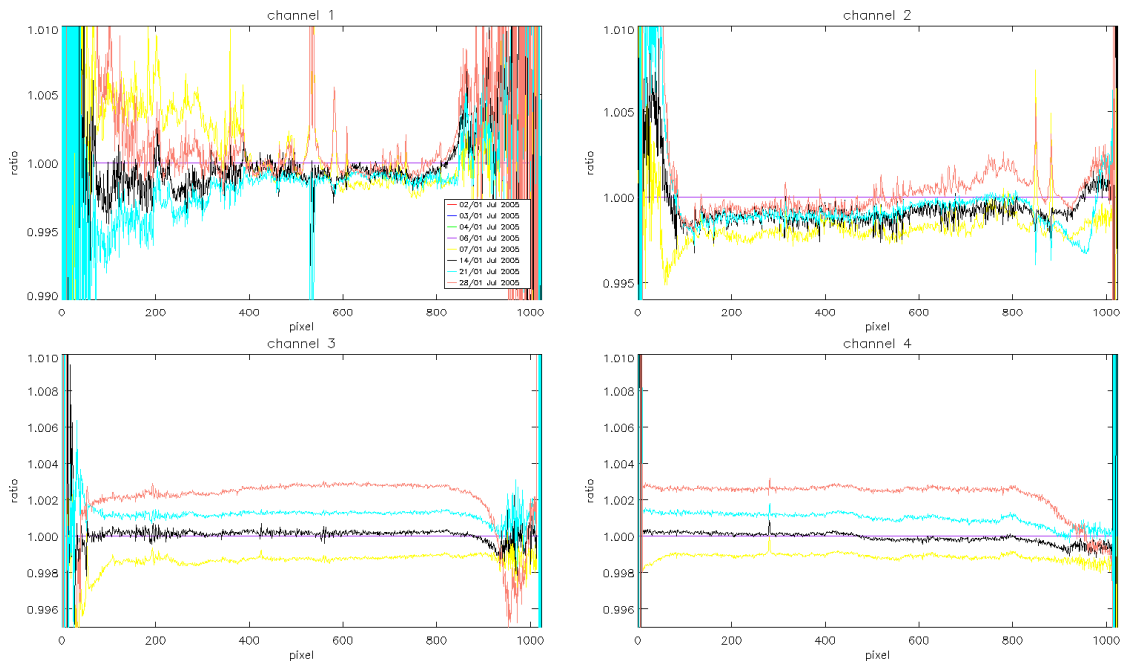 channel 1
1.010
1.005
1.000
0.995
0.990
ratio
02/01 Jul 2005
03/01 Jul 2005
04/01 Jul 2005
06/01 Jul 2005
07/01 Jul 2005
14/01 Jul 2005
21/01 Jul 2005
28/01 Jul 2005
0 200 400 600 800 1000
pixel
channel 2
1.010
1.005
1.000
0.995
ratio
0 200 400 600 800 1000
pixel
channel 3
1.010
1.008
1.006
1.004
1.002
1.000
0.998
0.996
ratio
0 200 400 600 800 1000
pixel
channel 4
1.010
1.008
1.006
1.004
1.002
1.000
0.998
0.996
ratio
0 200 400 600 800 1000
pixel